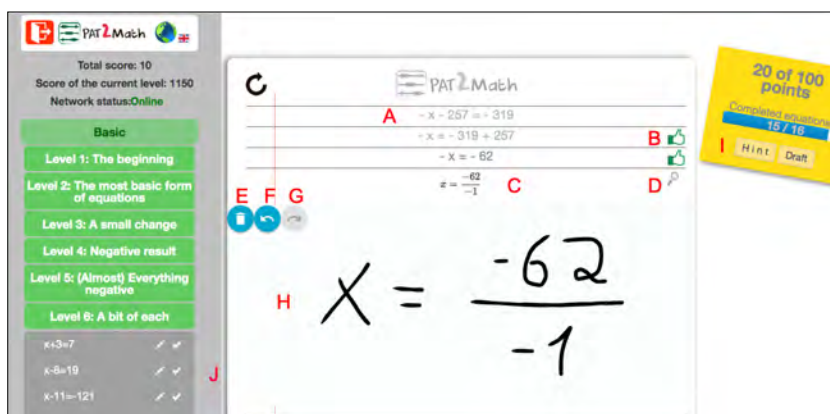 PAT2Math
Total score: 10
Score of the current level: 1150
Network status:Online
Basic
Level 1: The beginning
Level 2: The most basic form
of equations
Level 3: A small change
Level 4: Negative result
Level 5: (Almost) Everything
negative
Level 6: A bit of each
x+3=7
x-8=19
x-11=-121
J
PAT2Math
A
- x - 257 = - 319
- x = - 319 + 257
B
- x = - 62
x = -62/-1
C
D
E F G
H
x = -62/-1
20 of 100
points
Completed equations
15 / 16
I
Hint
Draft